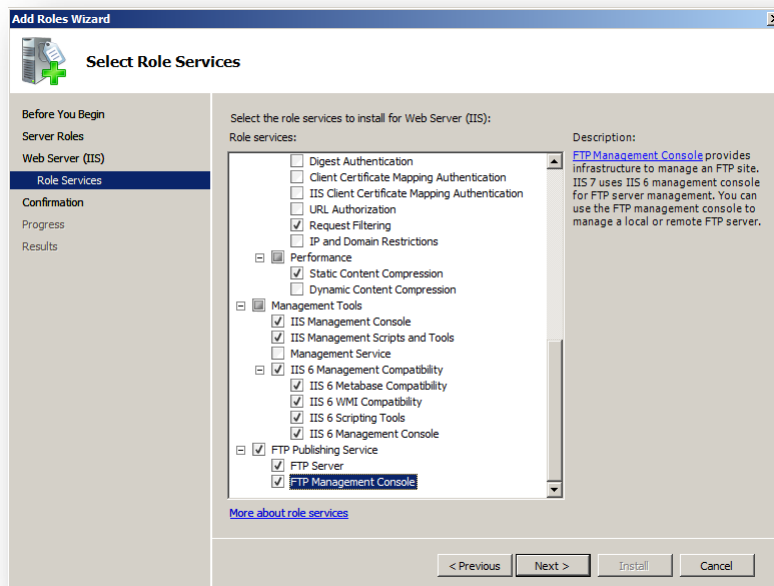 Add Roles Wizard
Select Role Services
Before You Begin
Server Roles
Web Server (IIS)
Role Services
Confirmation
Progress
Results
Select the role services to install for Web Server (IIS):
Role services:
Digest Authentication
Client Certificate Mapping Authentication
IIS Client Certificate Mapping Authentication
URL Authorization
Request Filtering
IP and Domain Restrictions
Performance
Static Content Compression
Dynamic Content Compression
Management Tools
IIS Management Console
IIS Management Scripts and Tools
Management Service
IIS 6 Management Compatibility
IIS 6 Metabase Compatibility
IIS 6 WMI Compatibility
IIS 6 Scripting Tools
IIS 6 Management Console
FTP Publishing Service
FTP Server
FTP Management Console
More about role services
Description:
FTP Management Console provides
infrastructure to manage an FTP site.
IIS 7 uses IIS 6 management console
for FTP server management. You can
use the FTP management console to
manage a local or remote FTP server.
< Previous
Next >
Install
Cancel